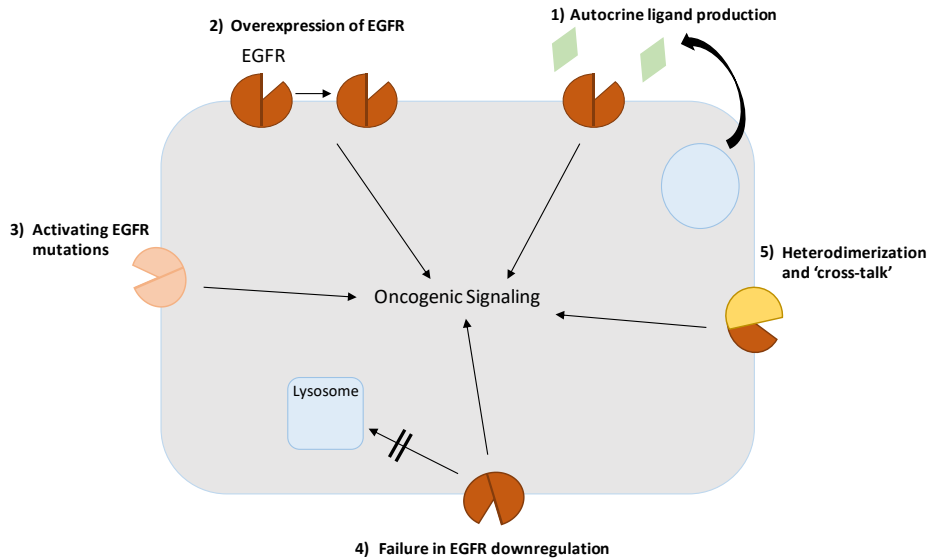 1) Autocrine ligand production
2) Overexpression of EGFR
EGFR
3) Activating EGFR
mutations
5) Heterodimerization
and ‘cross-talk’
Oncogenic Signaling
Lysosome
4) Failure in EGFR downregulation